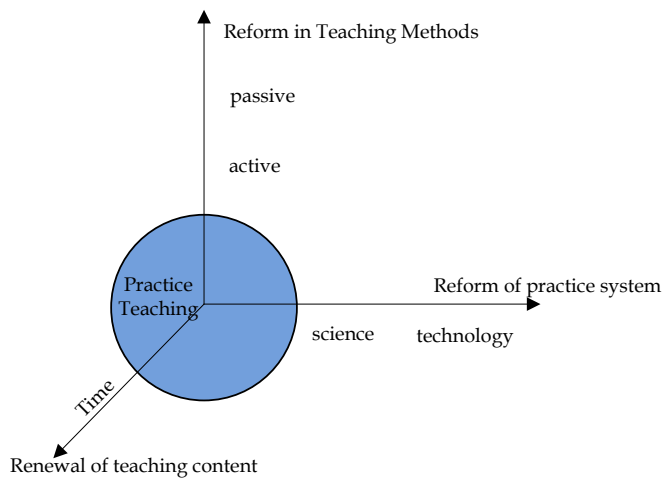 Reform in Teaching Methods
passive
active
Practice
Teaching
Reform of practice system
science
technology
Time
Renewal of teaching content